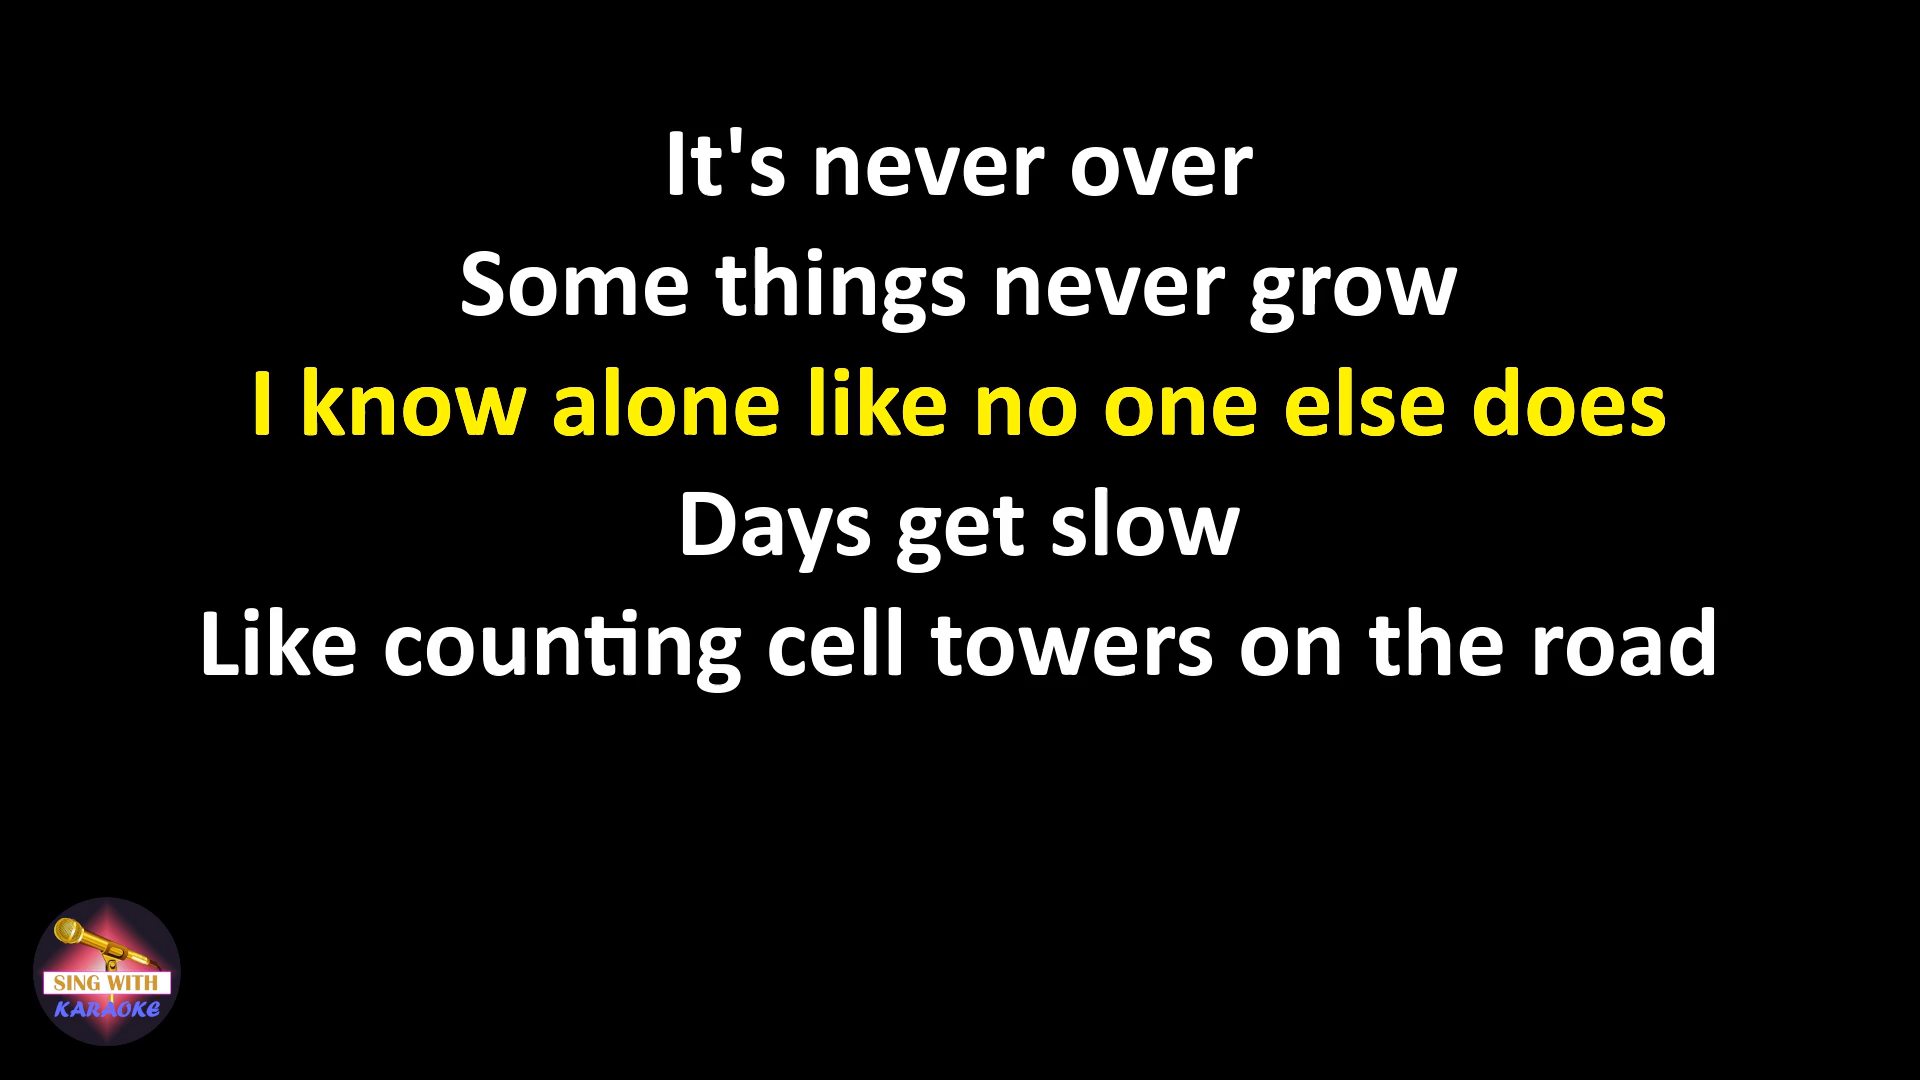 It's never over
Some things never grow
I know alone like no one else does
Days get slow
Like counting cell towers on the road
SING WITH
KARAOKE